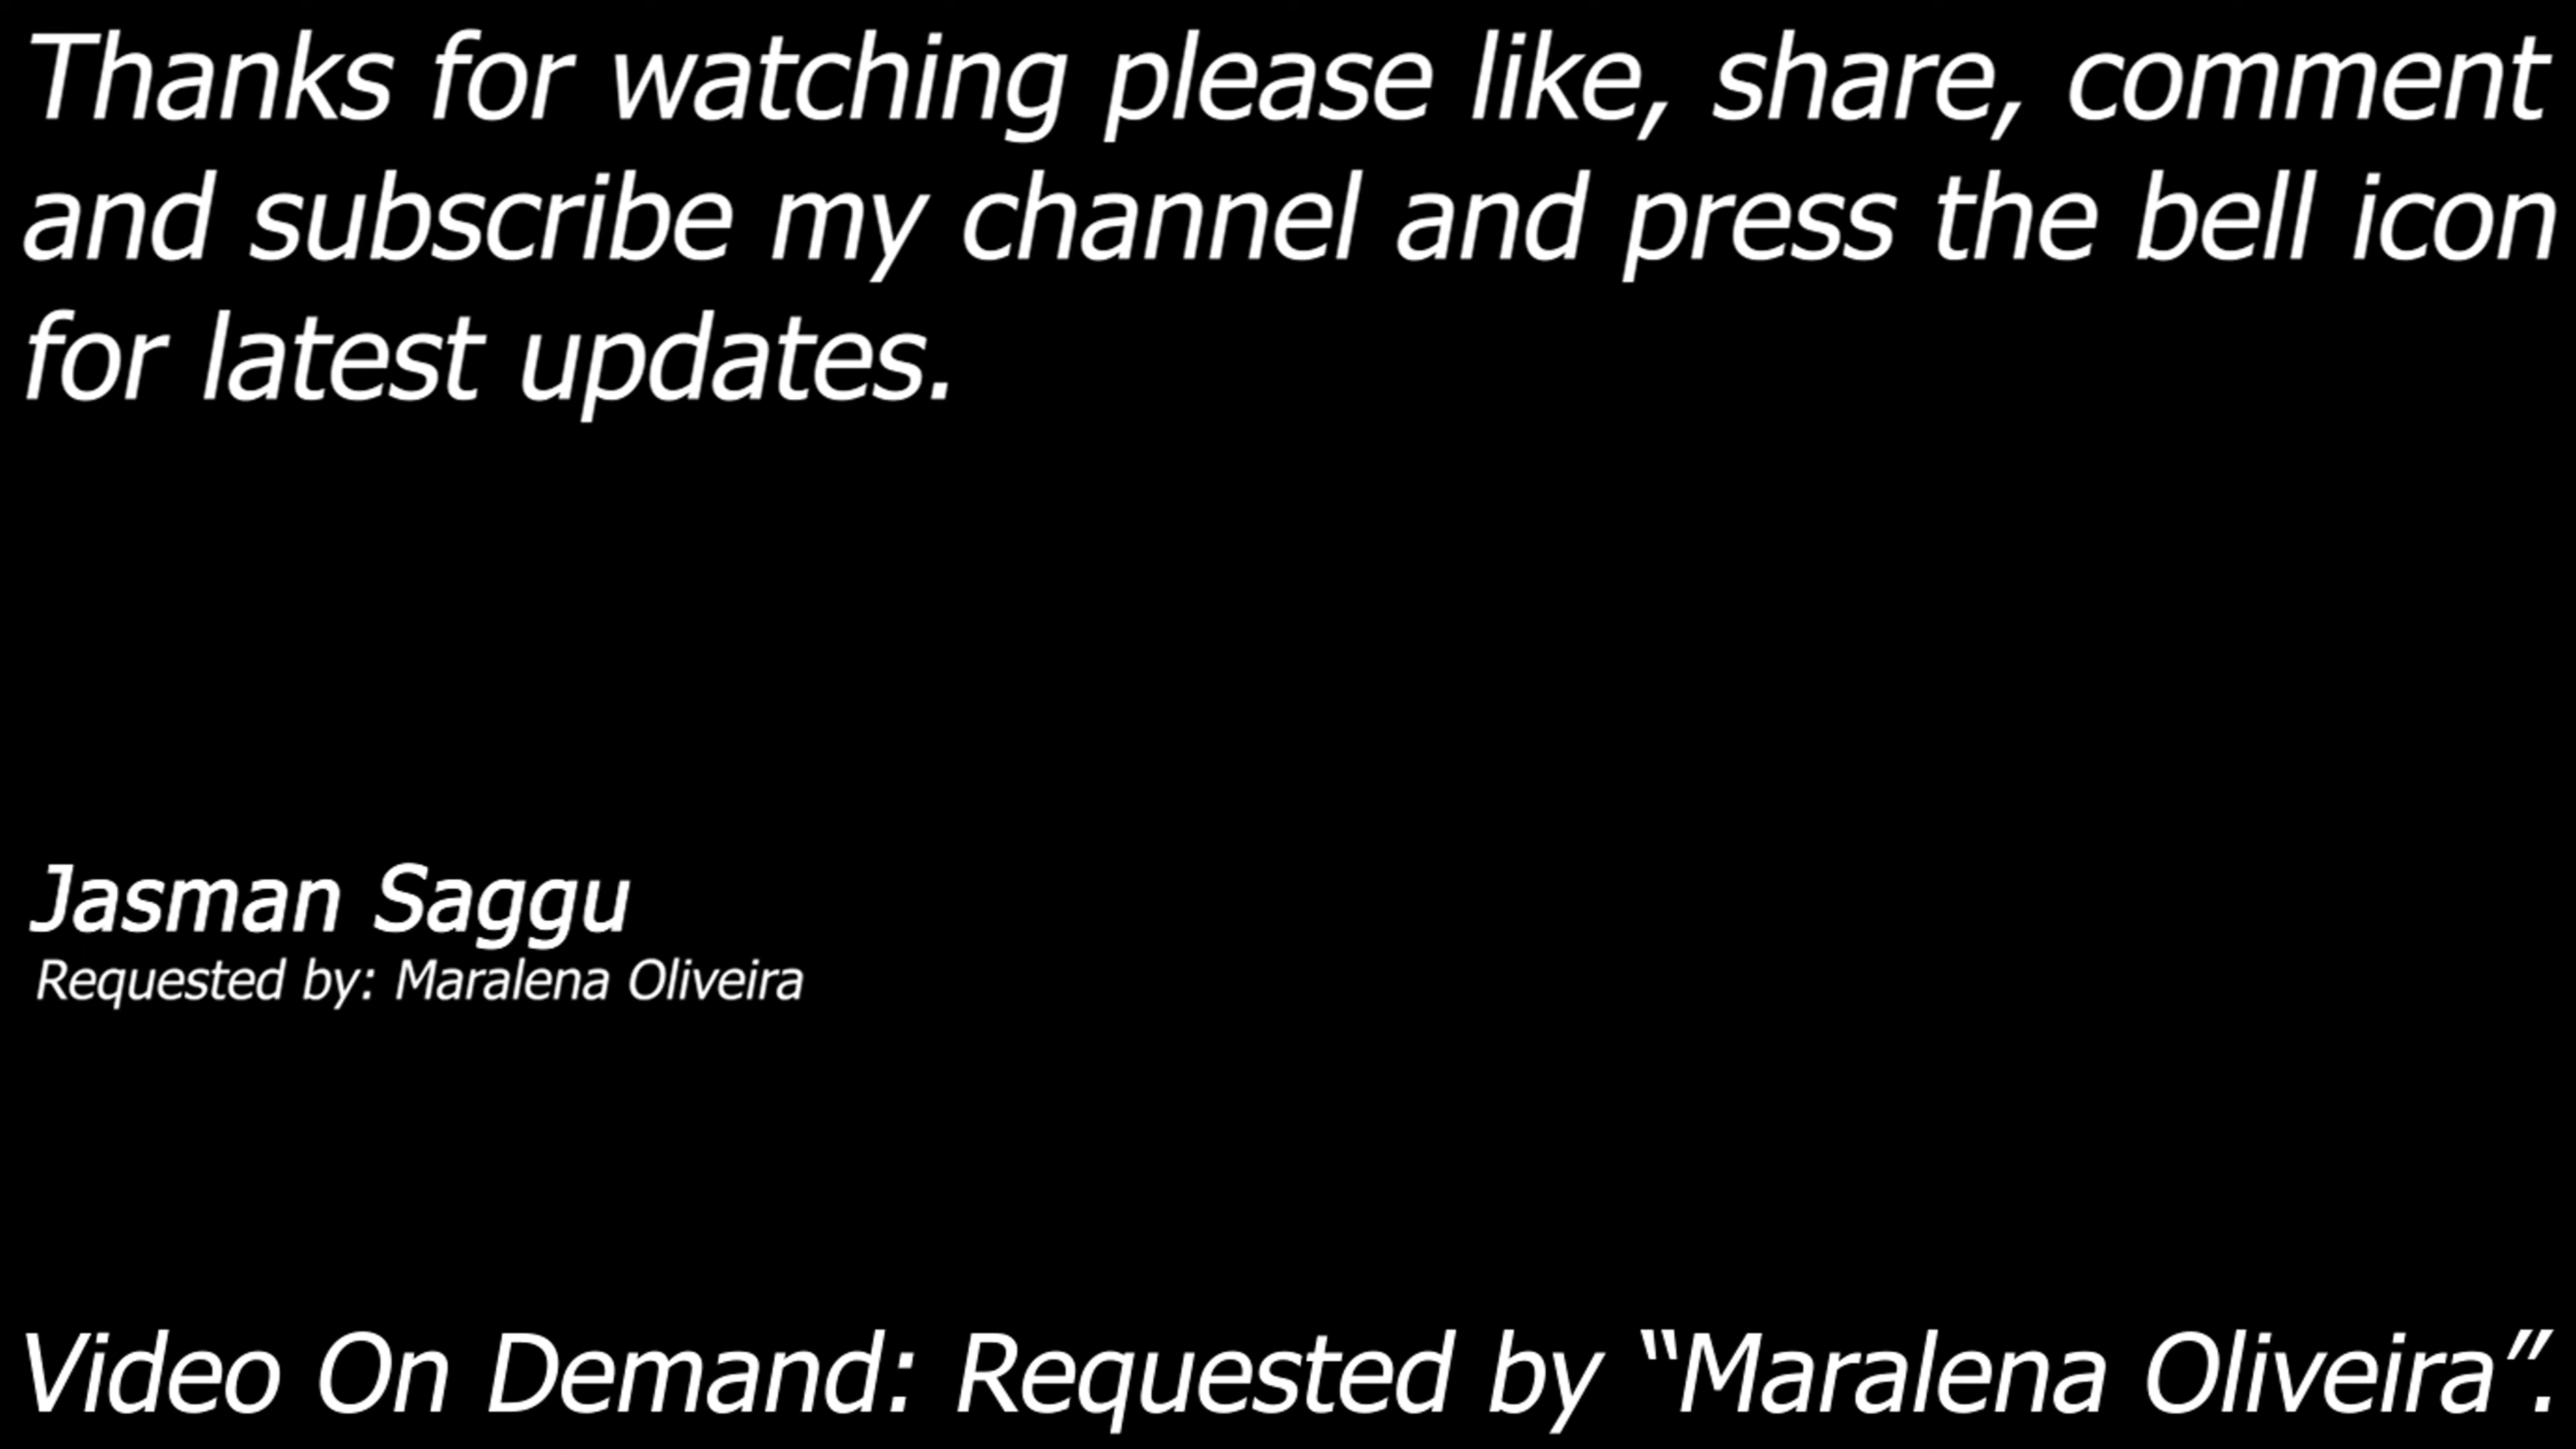 Thanks for watching please like, share, comment
and subscribe my channel and press the bell icon
for latest updates.
Jasman Saggu
Requested by: Maralena Oliveira
Video On Demand: Requested by “Maralena Oliveira”.